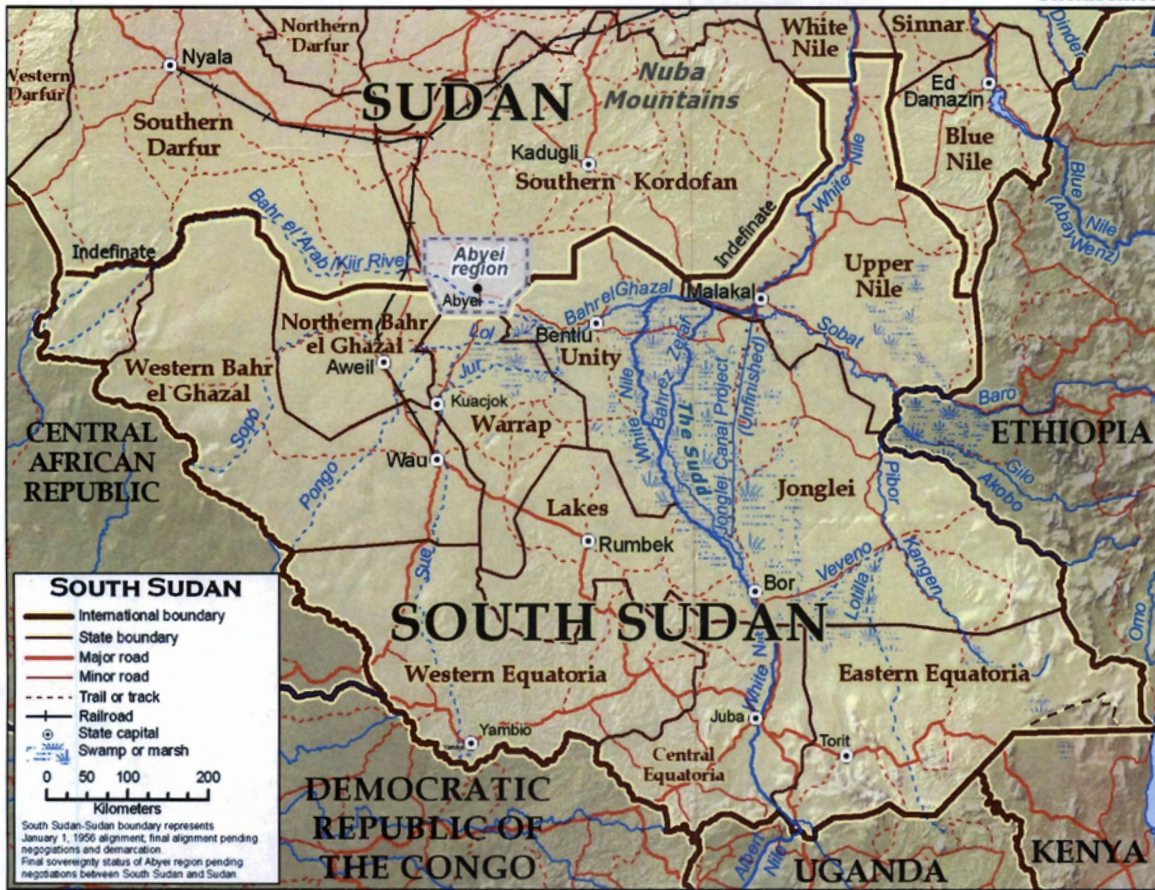 Northern
Darfur
White
Nile
Sinnar
Dinder
Nyala
Western
Darfur
SUDAN
Nuba
Mountains
Ed
Damazin
Southern
Darfur
Blue
Nile
Kadugli
Southern Kordofan
White Nile
Blue
Nile
(Abay Wenz)
Bahr el Arab/Kiir River
Indefinate
Abyei
region
Indefinate
Abyei
Upper
Nile
Malakal
Bahr el Ghazal
Northern Bahr
el Ghazal
Lol
Bentiu
Unity
Sobat
Western Bahr
el Ghazal
Aweil
Jur
White Nile
Bahrez Zeraf
The Sudd
Jonglei Canal Project
(Unfinished)
Baro
Kuacjok
Warrap
CENTRAL
AFRICAN
REPUBLIC
Sopo
Pongo
Wau
ETHIOPIA
Gilo
Akobo
Jonglei
Pibor
Lakes
Rumbek
Kangen
Veveno
Lotilla
Bor
Sue
Omo
SOUTH SUDAN
Western Equatoria
White Nile
Eastern Equatoria
Juba
Yambio
Torit
Central
Equatoria
DEMOCRATIC
REPUBLIC OF
THE CONGO
Albert
Nile
UGANDA
KENYA
SOUTH SUDAN
International boundary
State boundary
Major road
Minor road
Trail or track
Railroad
State capital
Swamp or marsh
0 50 100 200
Kilometers
South Sudan-Sudan boundary represents
January 1, 1956 alignment; final alignment pending
negogiations and demarcation
Final sovereignty status of Abyei region pending
negotiations between South Sudan and Sudan